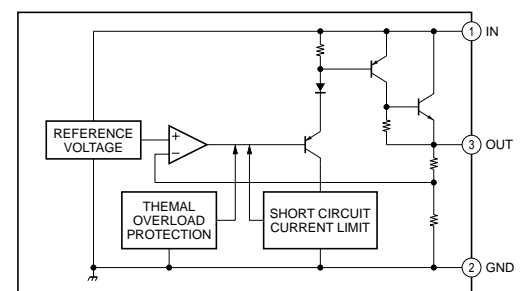 1 IN
REFERENCE
VOLTAGE
+
−
3 OUT
THEMAL
OVERLOAD
PROTECTION
SHORT CIRCUIT
CURRENT LIMIT
2 GND